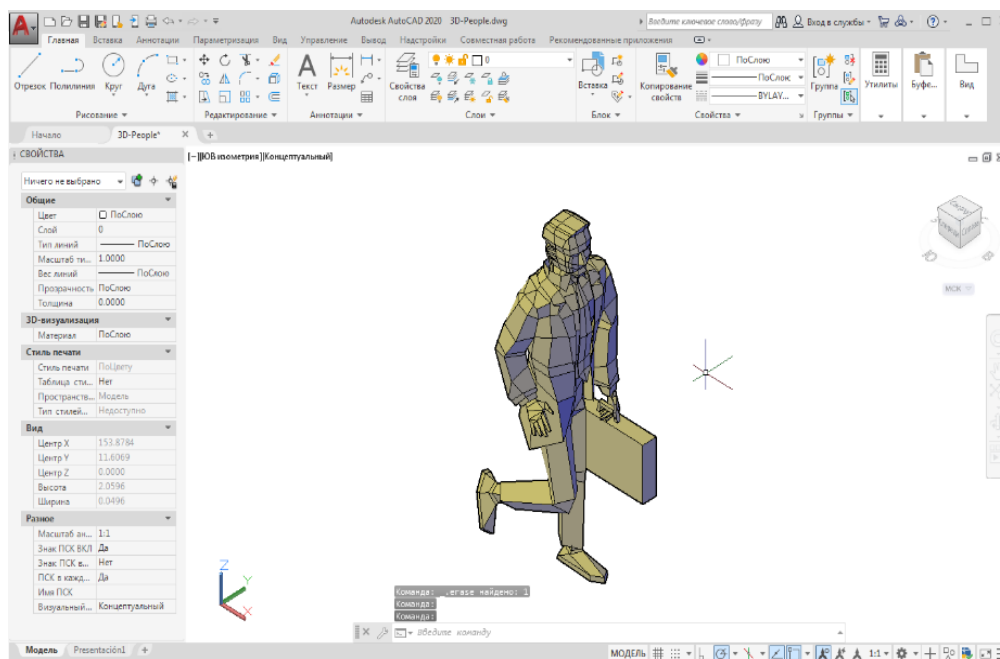 Autodesk AutoCAD 2020 3D-People.dwg
Введите ключевое слово/фразу
Вход в службы
Главная Вставка Аннотации Параметризация Вид Управление Вывод Надстройки Совместная работа Рекомендованные приложения
Отрезок Полилиния Круг Дуга
Текст Размер
Свойства слоя
0
Вставка
Копирование свойств
ПоСлою
ПоСлоюс
BYLAY...
Группа
Утилиты
Буфе...
Вид
Рисование Редактирование Аннотации Слои Блок Свойства Группы
Начало 3D-People*
СВОЙСТВА
[−][ЮВ изометрия][Концептуальный]
Ничего не выбрано
Общие
Цвет ПоСлою
Слой 0
Тип линий ПоСлою
Масштаб ти... 1.0000
Вес линий ПоСлою
Прозрачность ПоСлою
Толщина 0.0000
3D-визуализация
Материал ПоСлою
Стиль печати
Стиль печати ПоЦвету
Таблица сти... Нет
Пространств... Модель
Тип стилей... Недоступно
Вид
Центр X 153.8784
Центр Y 11.6069
Центр Z 0.0000
Высота 2.0596
Ширина 0.0496
Разное
Масштаб ан... 1:1
Знак ПСК ВКЛ Да
Знак ПСК в... Нет
ПСК в кажд... Да
Имя ПСК
Визуальный... Концептуальный
МСК
Z
Y
X
Команда: _.erase найдено: 1
Команда:
Команда:
Введите команду
Модель Presentación1
МОДЕЛЬ 1:1